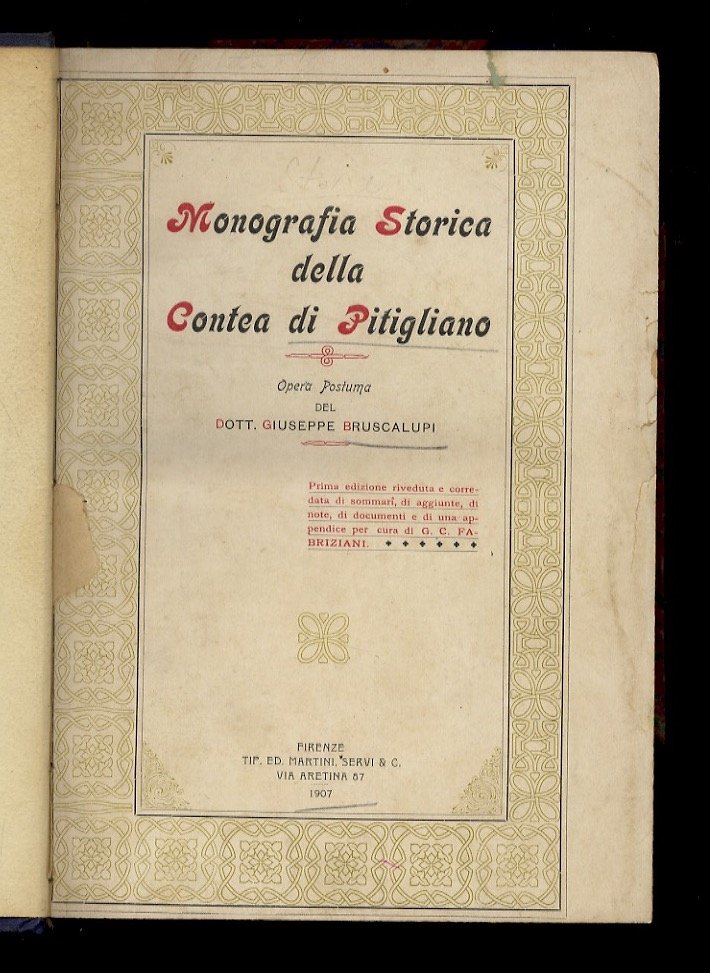 Monografia Storica
della
Contea di Pitigliano
Opera Postuma
DEL
DOTT. GIUSEPPE BRUSCALUPI
Prima edizione riveduta e corre-
data di sommarî, di aggiunte, di
note, di documenti e di una ap-
pendice per cura di G. C. FA-
BRIZIANI.
FIRENZE
TIP. ED. MARTINI, SERVI & C.
VIA ARETINA 87
1907